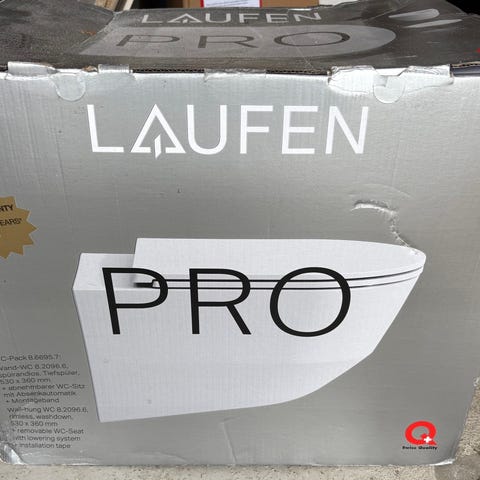 LAUFEN
PRO
LAUFEN
NTY
EARS*
PRO
C-Pack 8.6695.7:
Wand-WC 8.2096.6,
spülrandlos, Tiefspüler,
530 x 360 mm
+ abnehmbarer WC-Sitz
mit Absenkautomatik
+ Montageband
Wall-hung WC 8.2096.6,
rimless, washdown,
530 x 360 mm
+ removable WC-Seat
with lowering system
+ Installation tape
Q
Swiss Quality